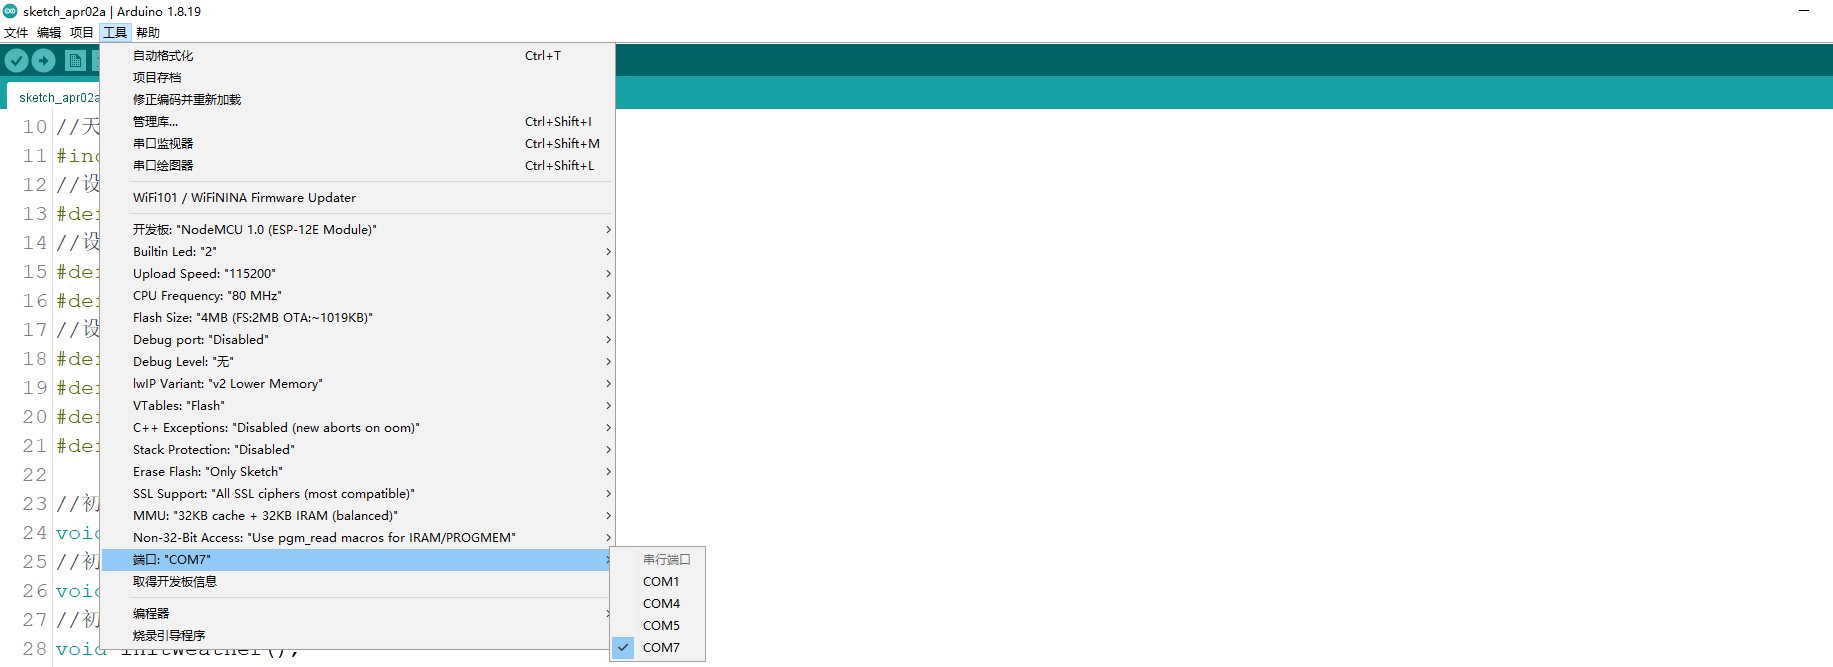 sketch_apr02a | Arduino 1.8.19
文件 编辑 项目 工具 帮助
自动格式化 Ctrl+T
项目存档
修正编码并重新加载
管理库... Ctrl+Shift+I
串口监视器 Ctrl+Shift+M
串口绘图器 Ctrl+Shift+L
WiFi101 / WiFiNINA Firmware Updater
开发板: "NodeMCU 1.0 (ESP-12E Module)"
Builtin Led: "2"
Upload Speed: "115200"
CPU Frequency: "80 MHz"
Flash Size: "4MB (FS:2MB OTA:~1019KB)"
Debug port: "Disabled"
Debug Level: "无"
lwIP Variant: "v2 Lower Memory"
VTables: "Flash"
C++ Exceptions: "Disabled (new aborts on oom)"
Stack Protection: "Disabled"
Erase Flash: "Only Sketch"
SSL Support: "All SSL ciphers (most compatible)"
MMU: "32KB cache + 32KB IRAM (balanced)"
Non-32-Bit Access: "Use pgm_read macros for IRAM/PROGMEM"
端口: "COM7"
取得开发板信息
编程器
烧录引导程序
串行端口
COM1
COM4
COM5
COM7
sketch_apr02a
10 //天
11 #inc
12 //设
13 #def
14 //设
15 #def
16 #def
17 //设
18 #def
19 #def
20 #def
21 #def
22
23 //初
24 void
25 //初
26 void
27 //初
28 void initWeather();